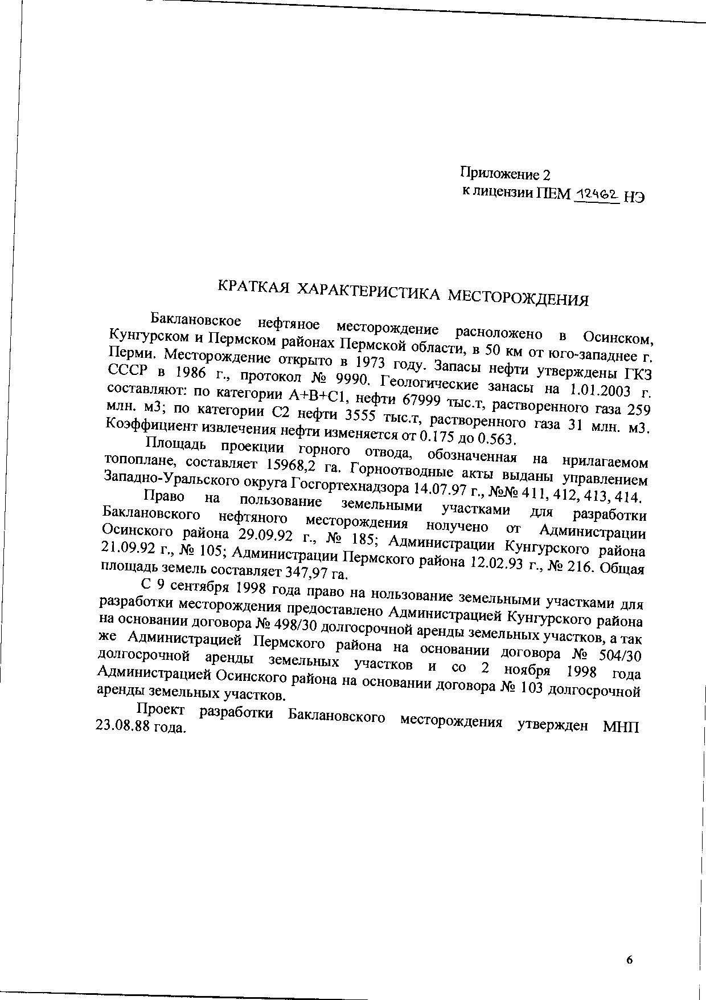 Приложение 2
к лицензии ПЕМ 12462 НЭ
КРАТКАЯ ХАРАКТЕРИСТИКА МЕСТОРОЖДЕНИЯ
Баклановское нефтяное месторождение расноложено в Осинском,
Кунгурском и Пермском районах Пермской области, в 50 км от юго-западнее г.
Перми. Месторождение открыто в 1973 году. Запасы нефти утверждены ГКЗ
СССР в 1986 г., протокол № 9990. Геологические занасы на 1.01.2003 г.
составляют: по категории А+В+С1, нефти 67999 тыс.т, растворенного газа 259
млн. м3; по категории С2 нефти 3555 тыс.т, растворенного газа 31 млн. м3.
Коэффициент извлечения нефти изменяется от 0.175 до 0.563.
Площадь проекции горного отвода, обозначенная на нрилагаемом
топоплане, составляет 15968,2 га. Горноотводные акты выданы управлением
Западно-Уральского округа Госгортехнадзора 14.07.97 г., №№ 411, 412, 413, 414.
Право на пользование земельными участками для разработки
Баклановского нефтяного месторождения нолучено от Администрации
Осинского района 29.09.92 г., № 185; Администрации Кунгурского района
21.09.92 г., № 105; Администрации Пермского района 12.02.93 г., № 216. Общая
площадь земель составляет 347,97 га.
С 9 сентября 1998 года право на нользование земельными участками для
разработки месторождения предоставлено Администрацией Кунгурского района
на основании договора № 498/30 долгосрочной аренды земельных участков, а так
же Администрацией Пермского района на основании договора № 504/30
долгосрочной аренды земельных участков и со 2 ноября 1998 года
Администрацией Осинского района на основании договора № 103 долгосрочной
аренды земельных участков.
Проект разработки Баклановского месторождения утвержден МНП
23.08.88 года.
6